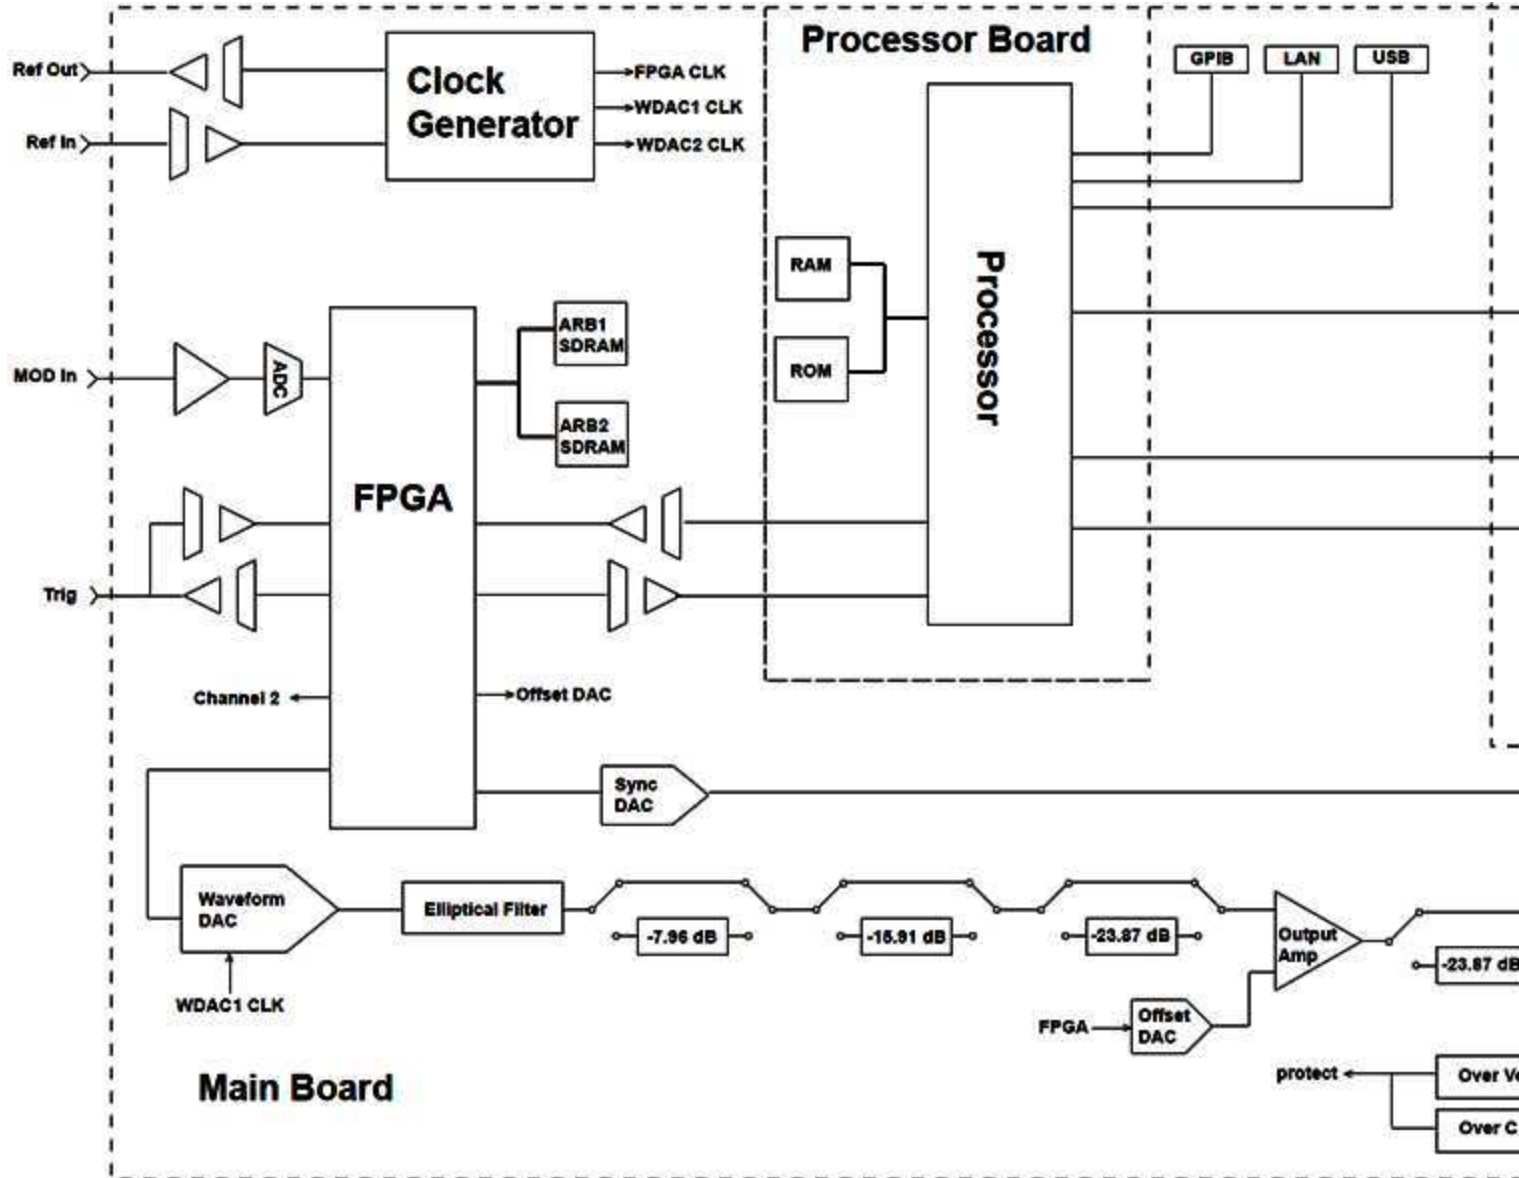 Processor Board
Ref Out
Clock
Generator
FPGA CLK
WDAC1 CLK
WDAC2 CLK
GPIB
LAN
USB
Ref In
RAM
ROM
Processor
MOD In
ADC
FPGA
ARB1
SDRAM
ARB2
SDRAM
Trig
Channel 2
Offset DAC
Sync
DAC
Waveform
DAC
Elliptical Filter
-7.96 dB
-15.91 dB
-23.87 dB
Output
Amp
-23.87 dB
WDAC1 CLK
FPGA
Offset
DAC
Main Board
protect
Over V
Over C